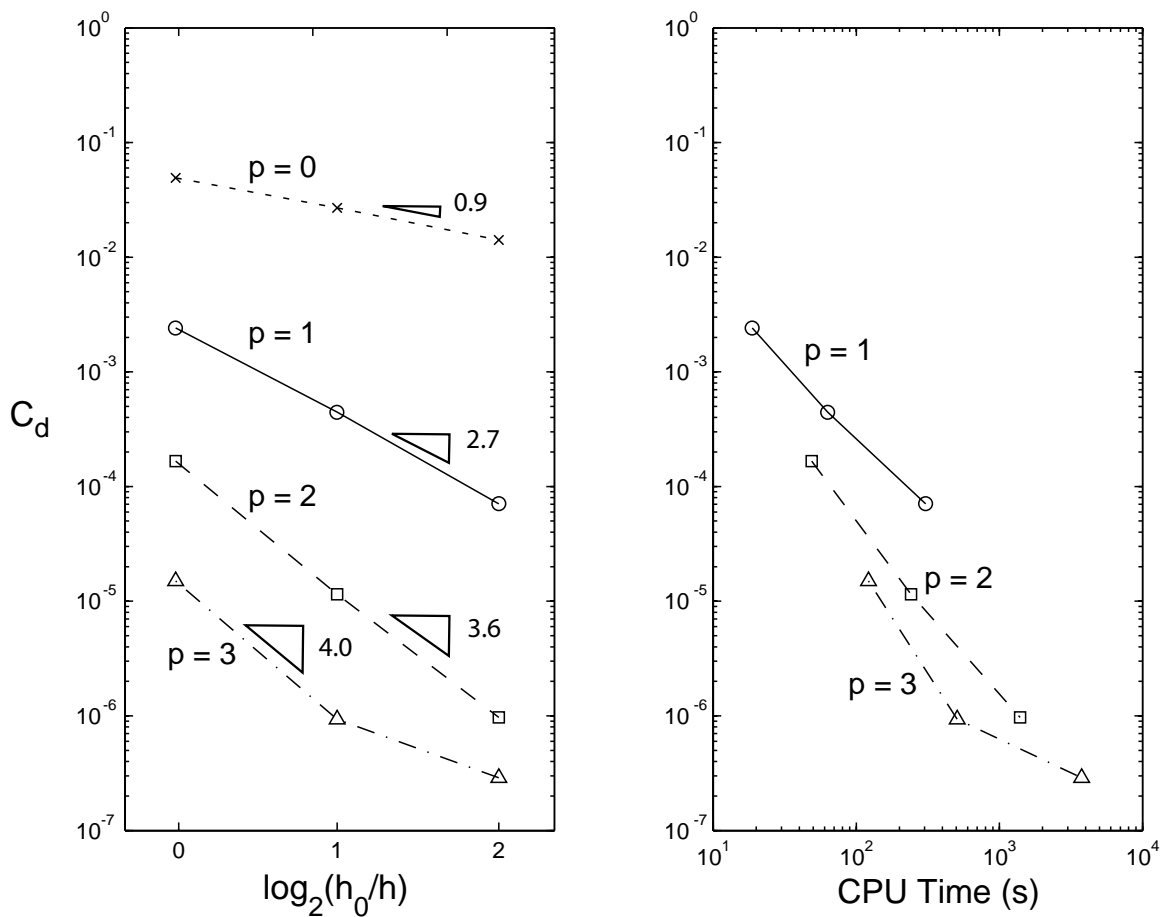 10^0
10^-1
10^-2
10^-3
10^-4
10^-5
10^-6
10^-7
C_d
p = 0
0.9
p = 1
2.7
p = 2
3.6
p = 3
4.0
0 1 2
log_2(h_0/h)
10^0
10^-1
10^-2
10^-3
10^-4
10^-5
10^-6
10^-7
p = 1
p = 2
p = 3
10^1 10^2 10^3 10^4
CPU Time (s)